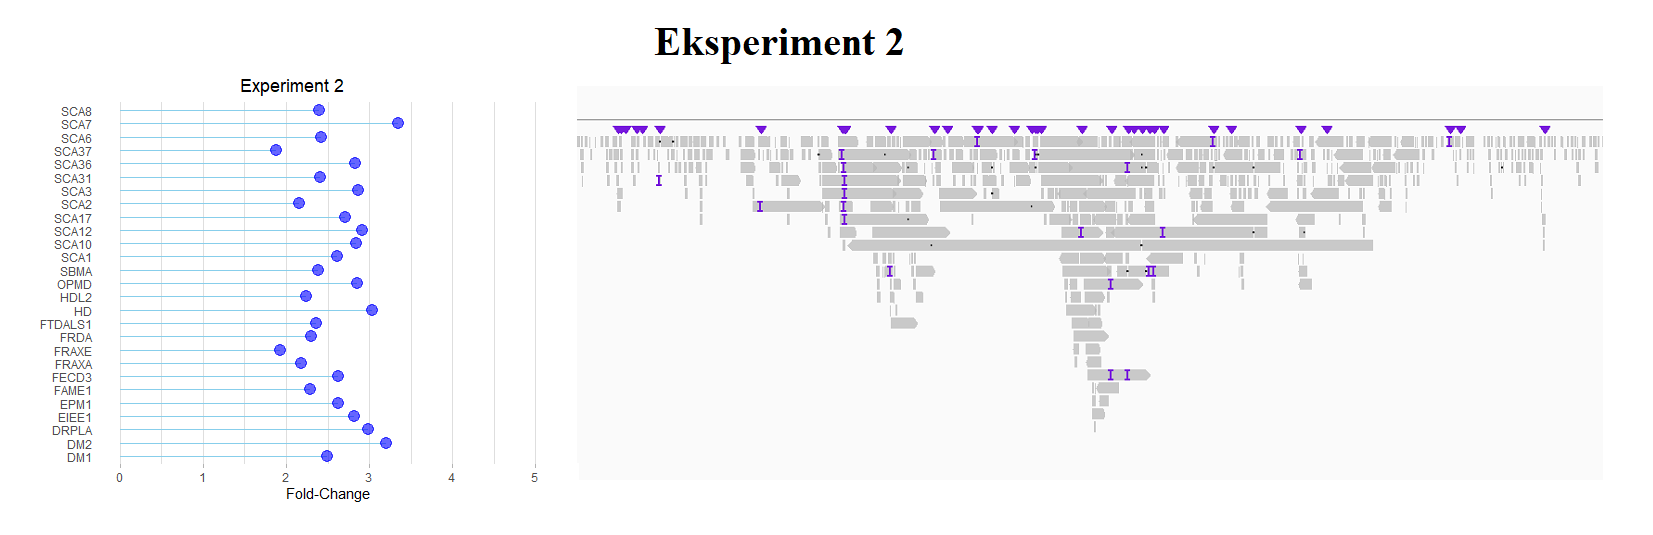 Eksperiment 2
Experiment 2
SCA8
SCA7
SCA6
SCA37
SCA36
SCA31
SCA3
SCA2
SCA17
SCA12
SCA10
SCA1
SBMA
OPMD
HDL2
HD
FTDALS1
FRDA
FRAXE
FRAXA
FECD3
FAME1
EPM1
EIEE1
DRPLA
DM2
DM1
0 1 2 3 4 5
Fold-Change